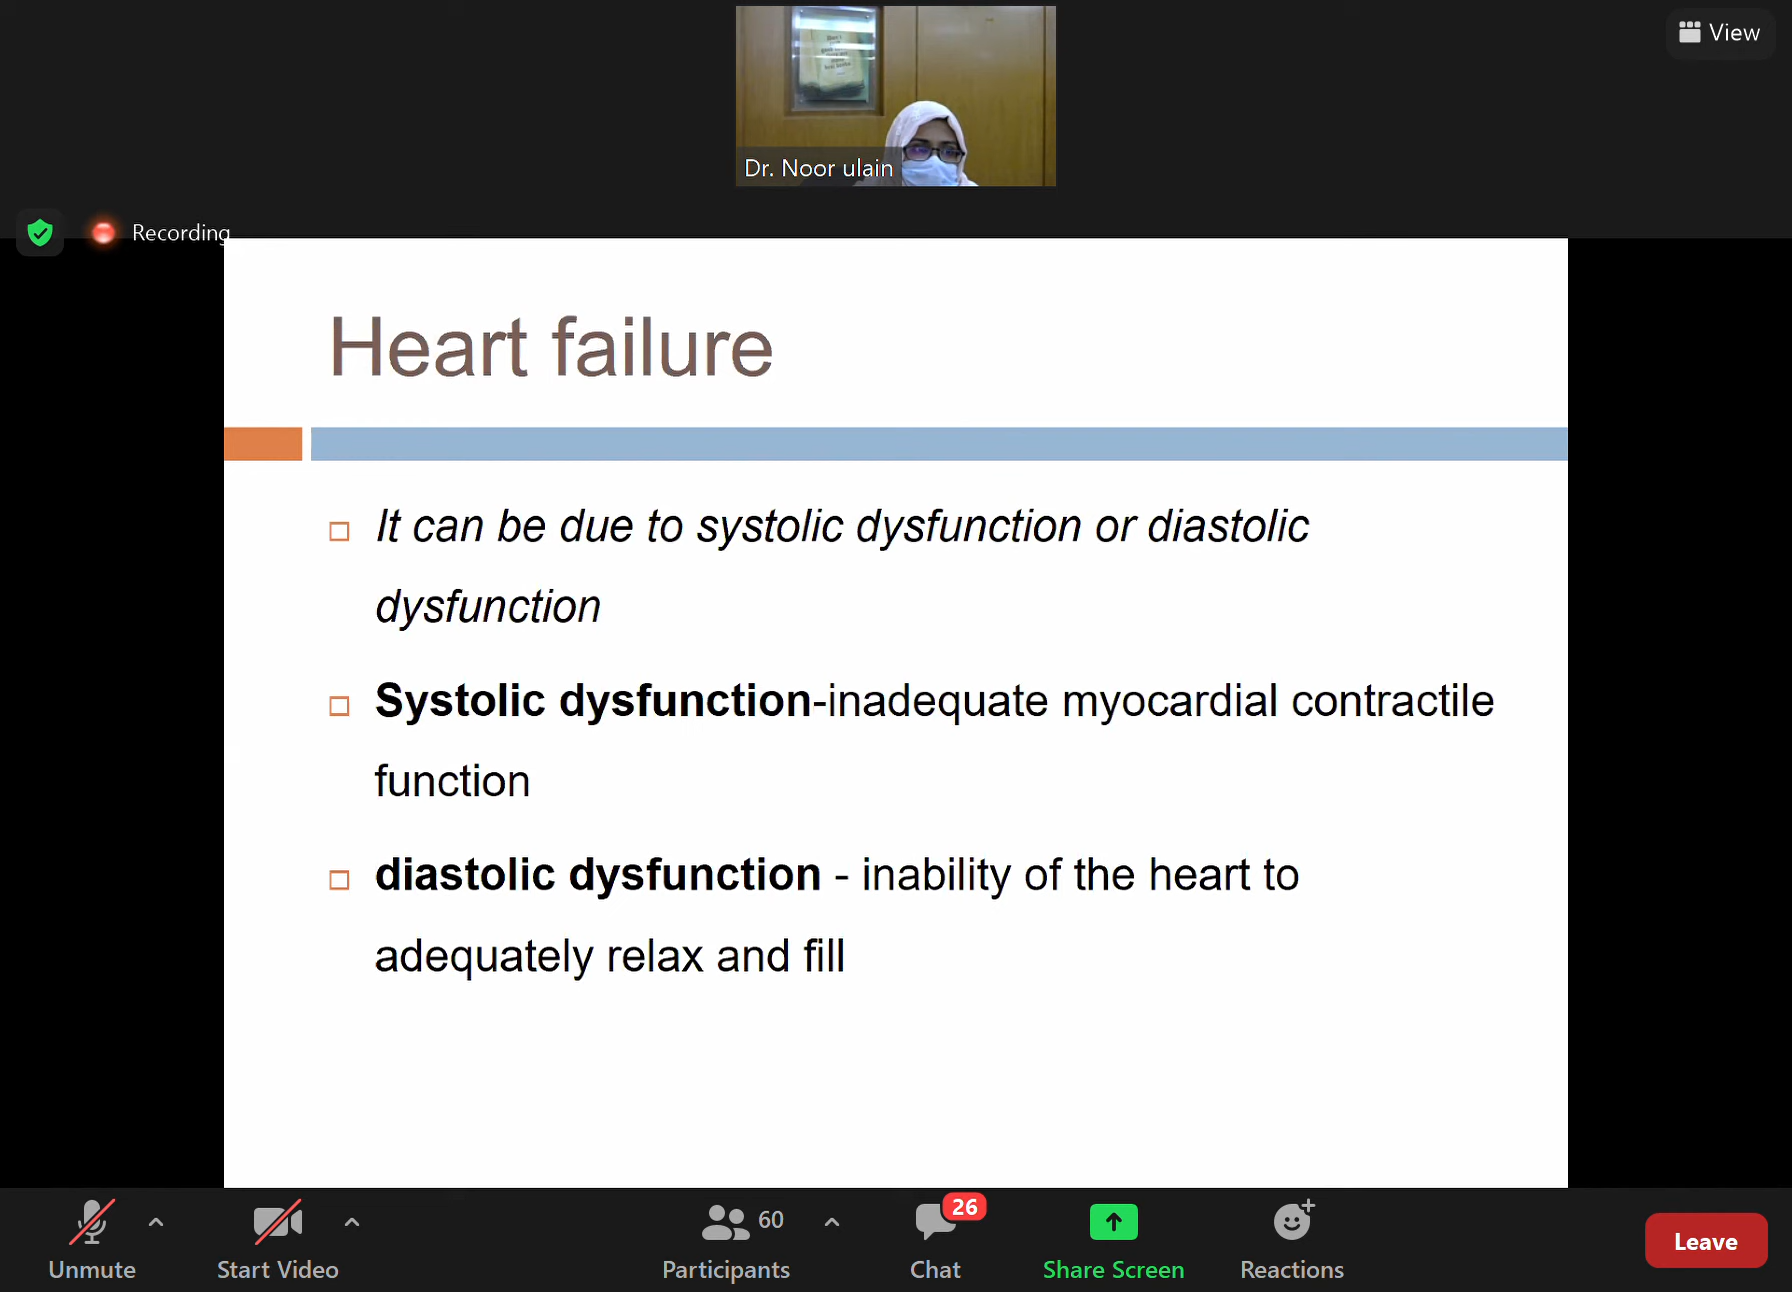 View
Dr. Noor ulain
Recording
Heart failure
It can be due to systolic dysfunction or diastolic
dysfunction
Systolic dysfunction-inadequate myocardial contractile
function
diastolic dysfunction - inability of the heart to
adequately relax and fill
60
26
Unmute
Start Video
Participants
Chat
Share Screen
Reactions
Leave